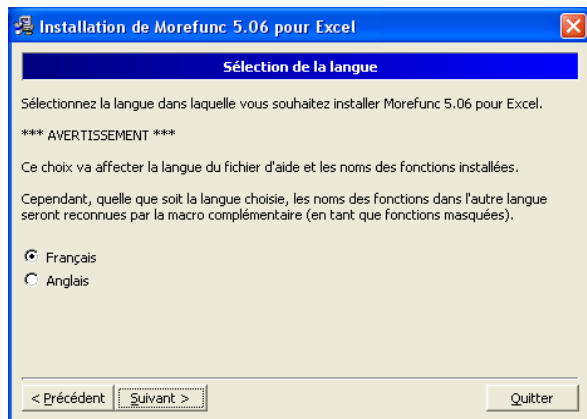 Installation de Morefunc 5.06 pour Excel
Sélection de la langue
Sélectionnez la langue dans laquelle vous souhaitez installer Morefunc 5.06 pour Excel.
*** AVERTISSEMENT ***
Ce choix va affecter la langue du fichier d'aide et les noms des fonctions installées.
Cependant, quelle que soit la langue choisie, les noms des fonctions dans l'autre langue
seront reconnues par la macro complémentaire (en tant que fonctions masquées).
Français
Anglais
< Précédent Suivant > Quitter